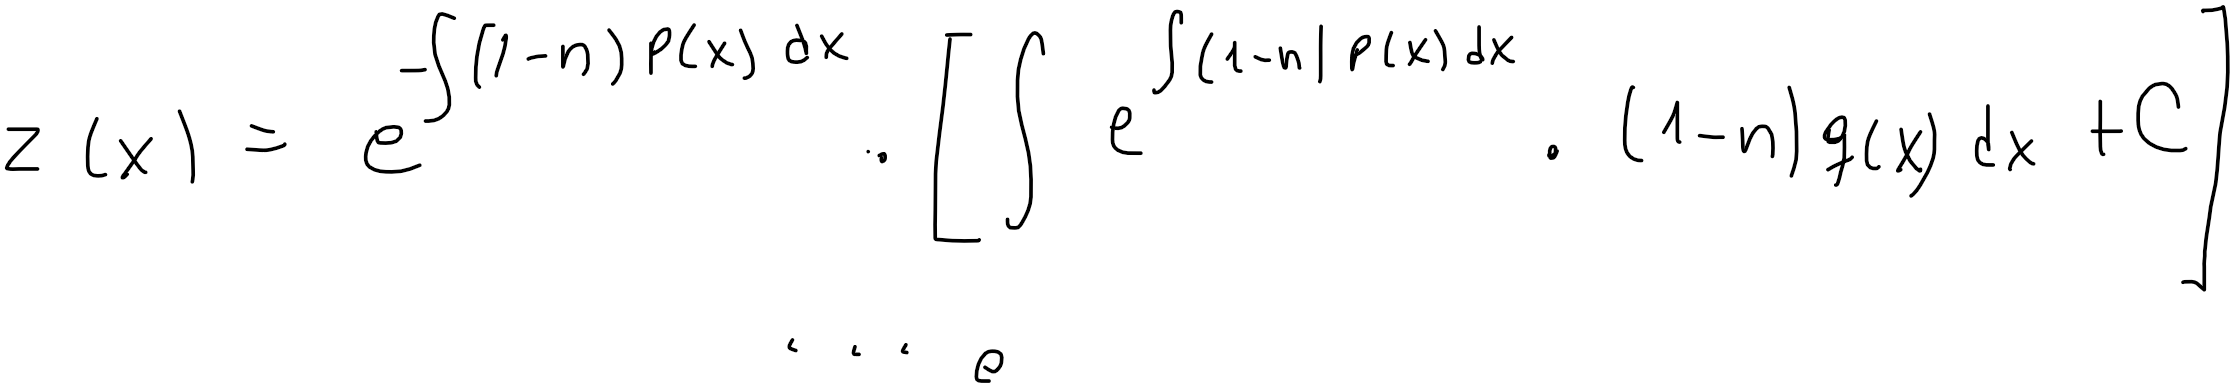 z(x) = e^{-∫(1-n)p(x)dx} · [∫ e^{∫(1-n)p(x)dx} · (1-n)q(x)dx + C]
... e